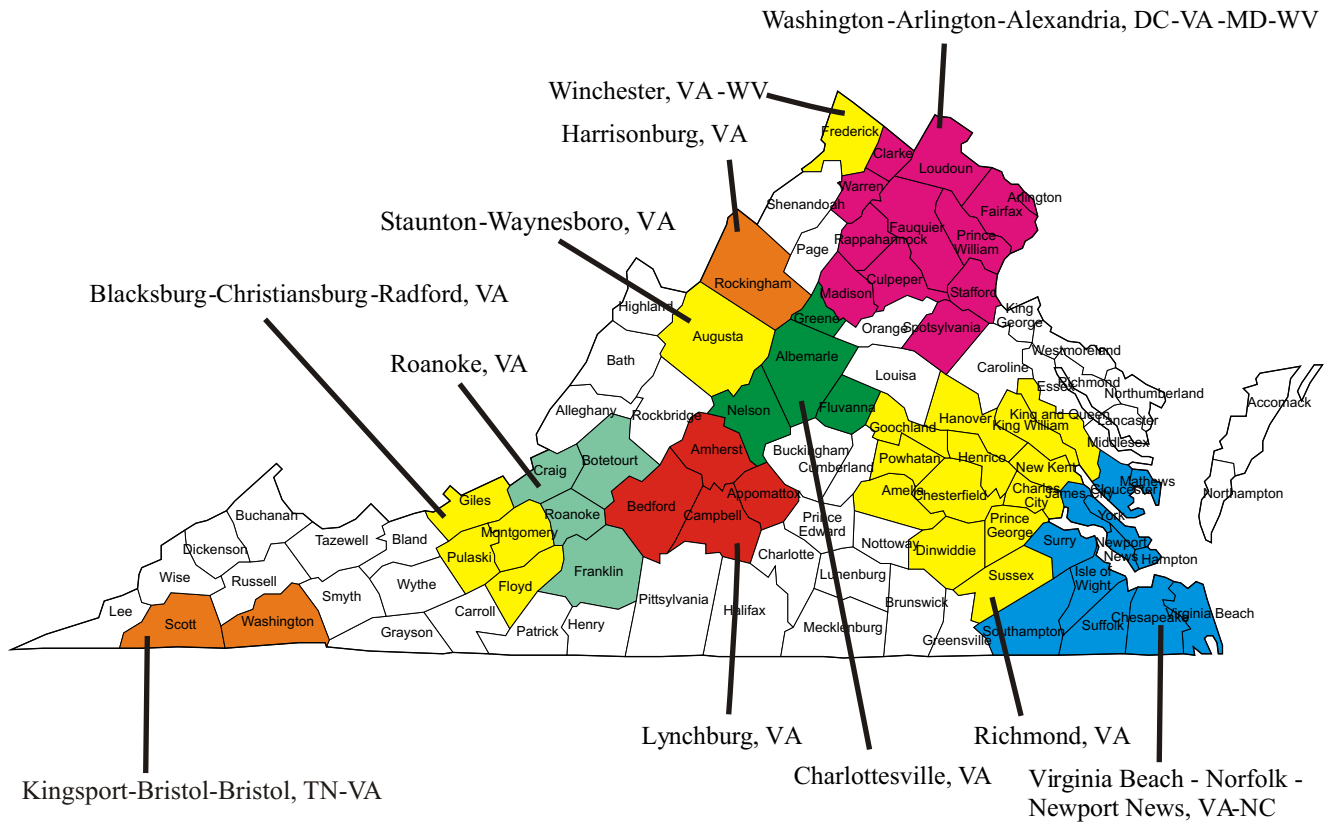 Washington-Arlington-Alexandria, DC-VA-MD-WV
Winchester, VA-WV
Harrisonburg, VA
Staunton-Waynesboro, VA
Blacksburg-Christiansburg-Radford, VA
Roanoke, VA
Frederick
Clarke
Loudoun
Warren
Arlington
Fairfax
Shenandoah
Fauquier
Rappahannock
Prince
William
Page
Culpeper
Rockingham
Madison
Stafford
Highland
Greene
King
George
Orange
Spotsylvania
Augusta
Westmoreland
Albemarle
Bath
Caroline
Louisa
Richmond
Essex
Northumberland
Accomack
Alleghany
Rockbridge
Nelson
Fluvanna
Hanover
King and Queen
Lancaster
King William
Goochland
Middlesex
Amherst
Buckingham
Powhatan
Henrico
Botetourt
Cumberland
New Kent
Craig
Mathews
Gloucester
Amelia
Chesterfield
Charles
City
James City
Appomattox
Northampton
Giles
Bedford
Campbell
Roanoke
York
Buchanan
Prince
Edward
Prince
George
Montgomery
Tazewell
Bland
Charlotte
Nottoway
Surry
Newport
News
Dickenson
Dinwiddie
Hampton
Pulaski
Franklin
Wise
Russell
Wythe
Lunenburg
Sussex
Isle of
Wight
Floyd
Smyth
Pittsylvania
Brunswick
Lee
Carroll
Halifax
Scott
Washington
Henry
Patrick
Mecklenburg
Grayson
Greensville
Southampton
Suffolk
Chesapeake
Virginia Beach
Lynchburg, VA
Richmond, VA
Charlottesville, VA
Kingsport-Bristol-Bristol, TN-VA
Virginia Beach - Norfolk -
Newport News, VA-NC